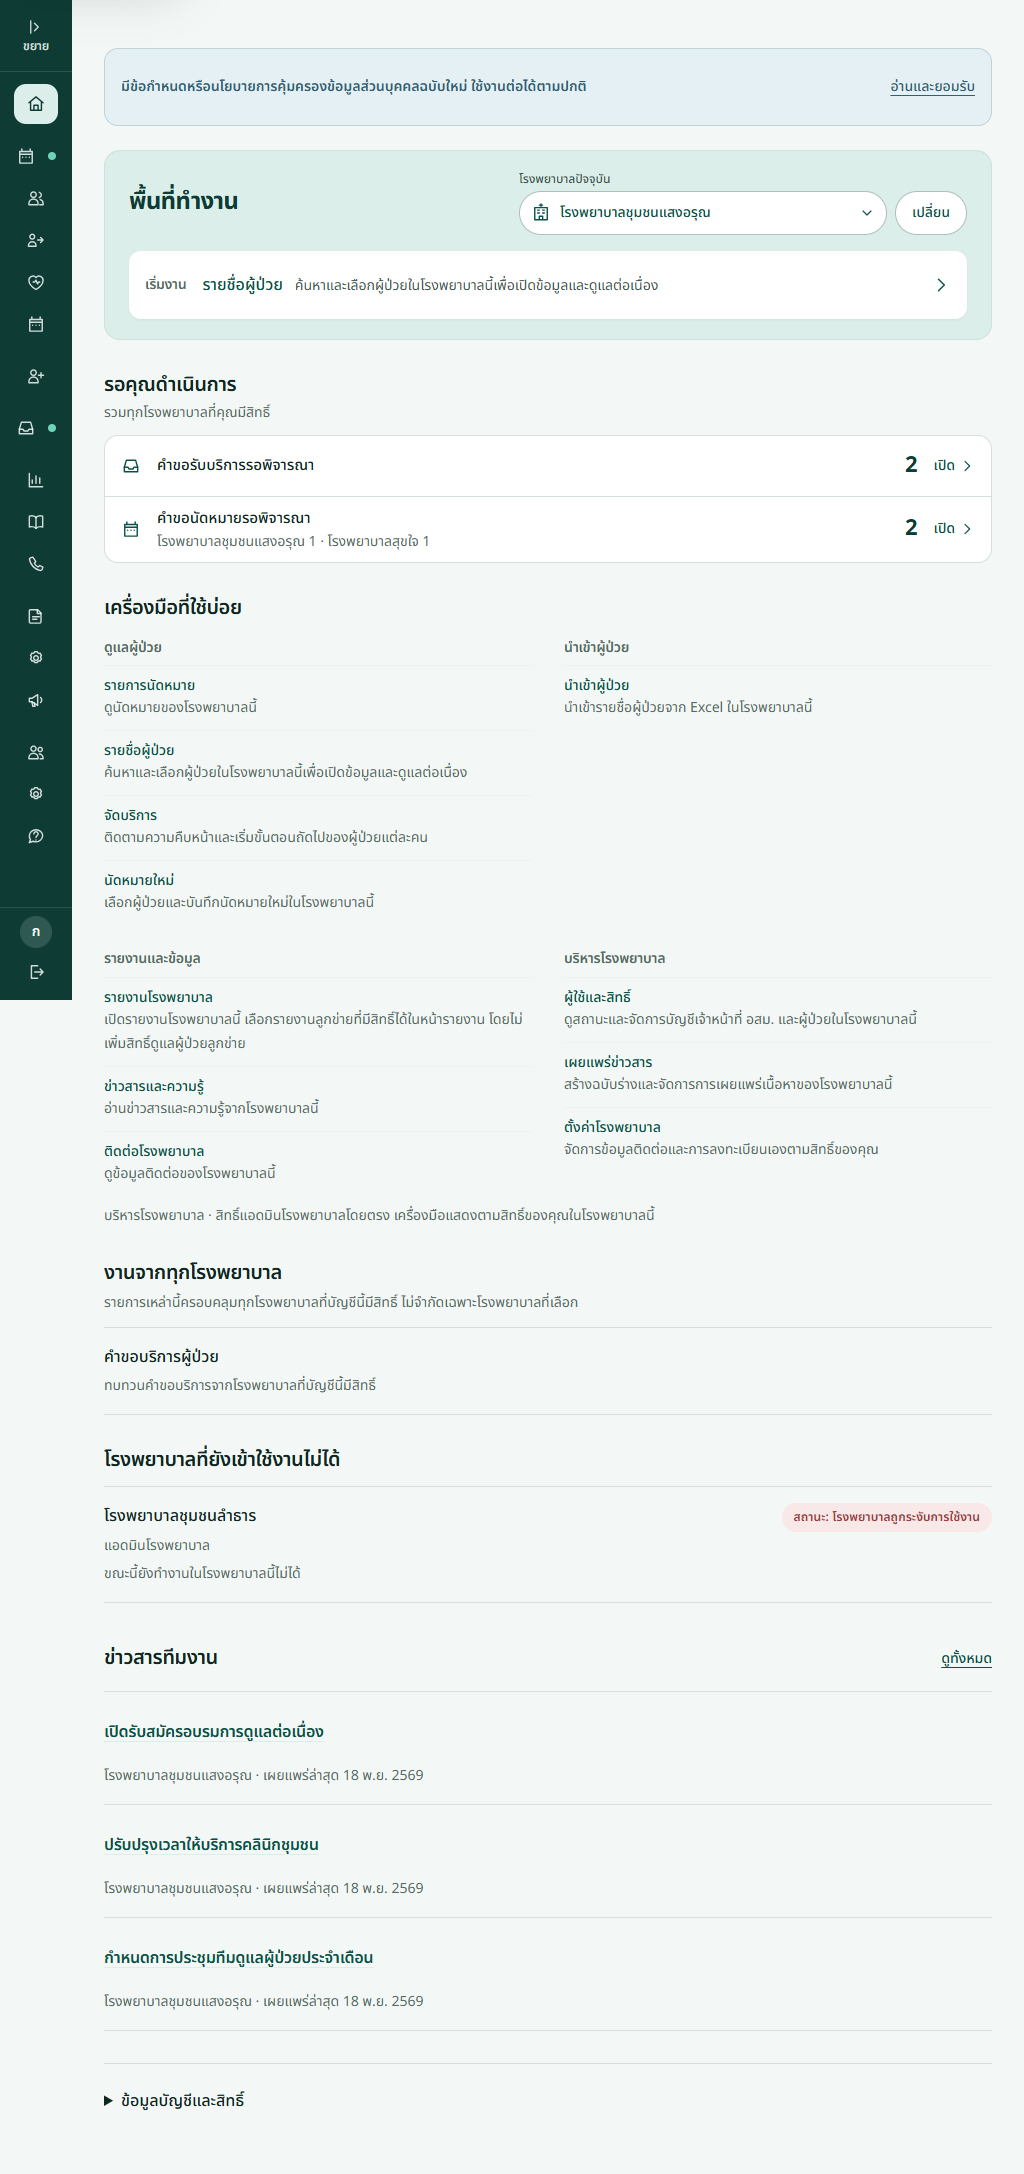 ขยาย
มีข้อกำหนดหรือนโยบายการคุ้มครองข้อมูลส่วนบุคคลฉบับใหม่ ใช้งานต่อได้ตามปกติ
อ่านและยอมรับ
พื้นที่ทำงาน
โรงพยาบาลปัจจุบัน
โรงพยาบาลชุมชนแสงอรุณ
เปลี่ยน
เริ่มงาน รายชื่อผู้ป่วย ค้นหาและเลือกผู้ป่วยในโรงพยาบาลนี้เพื่อเปิดข้อมูลและดูแลต่อเนื่อง
รอคุณดำเนินการ
รวมทุกโรงพยาบาลที่คุณมีสิทธิ์
คำขอรับบริการรอพิจารณา
2 เปิด
คำขอนัดหมายรอพิจารณา
โรงพยาบาลชุมชนแสงอรุณ 1 · โรงพยาบาลสุขใจ 1
2 เปิด
เครื่องมือที่ใช้บ่อย
ดูแลผู้ป่วย
รายการนัดหมาย
ดูนัดหมายของโรงพยาบาลนี้
รายชื่อผู้ป่วย
ค้นหาและเลือกผู้ป่วยในโรงพยาบาลนี้เพื่อเปิดข้อมูลและดูแลต่อเนื่อง
จัดบริการ
ติดตามความคืบหน้าและเริ่มขั้นตอนถัดไปของผู้ป่วยแต่ละคน
นัดหมายใหม่
เลือกผู้ป่วยและบันทึกนัดหมายใหม่ในโรงพยาบาลนี้
นำเข้าผู้ป่วย
นำเข้าผู้ป่วย
นำเข้ารายชื่อผู้ป่วยจาก Excel ในโรงพยาบาลนี้
ก
รายงานและข้อมูล
รายงานโรงพยาบาล
เปิดรายงานโรงพยาบาลนี้ เลือกรายงานลูกข่ายที่มีสิทธิ์ได้ในหน้ารายงาน โดยไม่
เพิ่มสิทธิ์ดูแลผู้ป่วยลูกข่าย
ข่าวสารและความรู้
อ่านข่าวสารและความรู้จากโรงพยาบาลนี้
ติดต่อโรงพยาบาล
ดูข้อมูลติดต่อของโรงพยาบาลนี้
บริหารโรงพยาบาล
ผู้ใช้และสิทธิ์
ดูสถานะและจัดการบัญชีเจ้าหน้าที่ อสม. และผู้ป่วยในโรงพยาบาลนี้
เผยแพร่ข่าวสาร
สร้างฉบับร่างและจัดการการเผยแพร่เนื้อหาของโรงพยาบาลนี้
ตั้งค่าโรงพยาบาล
จัดการข้อมูลติดต่อและการลงทะเบียนเองตามสิทธิ์ของคุณ
บริหารโรงพยาบาล · สิทธิ์แอดมินโรงพยาบาลโดยตรง เครื่องมือแสดงตามสิทธิ์ของคุณในโรงพยาบาลนี้
งานจากทุกโรงพยาบาล
รายการเหล่านี้ครอบคลุมทุกโรงพยาบาลที่บัญชีนี้มีสิทธิ์ ไม่จำกัดเฉพาะโรงพยาบาลที่เลือก
คำขอบริการผู้ป่วย
ทบทวนคำขอบริการจากโรงพยาบาลที่บัญชีนี้มีสิทธิ์
โรงพยาบาลที่ยังเข้าใช้งานไม่ได้
โรงพยาบาลชุมชนลำธาร
สถานะ: โรงพยาบาลถูกระงับการใช้งาน
แอดมินโรงพยาบาล
ขณะนี้ยังทำงานในโรงพยาบาลนี้ไม่ได้
ข่าวสารทีมงาน
ดูทั้งหมด
เปิดรับสมัครอบรมการดูแลต่อเนื่อง
โรงพยาบาลชุมชนแสงอรุณ · เผยแพร่ล่าสุด 18 พ.ย. 2569
ปรับปรุงเวลาให้บริการคลินิกชุมชน
โรงพยาบาลชุมชนแสงอรุณ · เผยแพร่ล่าสุด 18 พ.ย. 2569
กำหนดการประชุมทีมดูแลผู้ป่วยประจำเดือน
โรงพยาบาลชุมชนแสงอรุณ · เผยแพร่ล่าสุด 18 พ.ย. 2569
ข้อมูลบัญชีและสิทธิ์